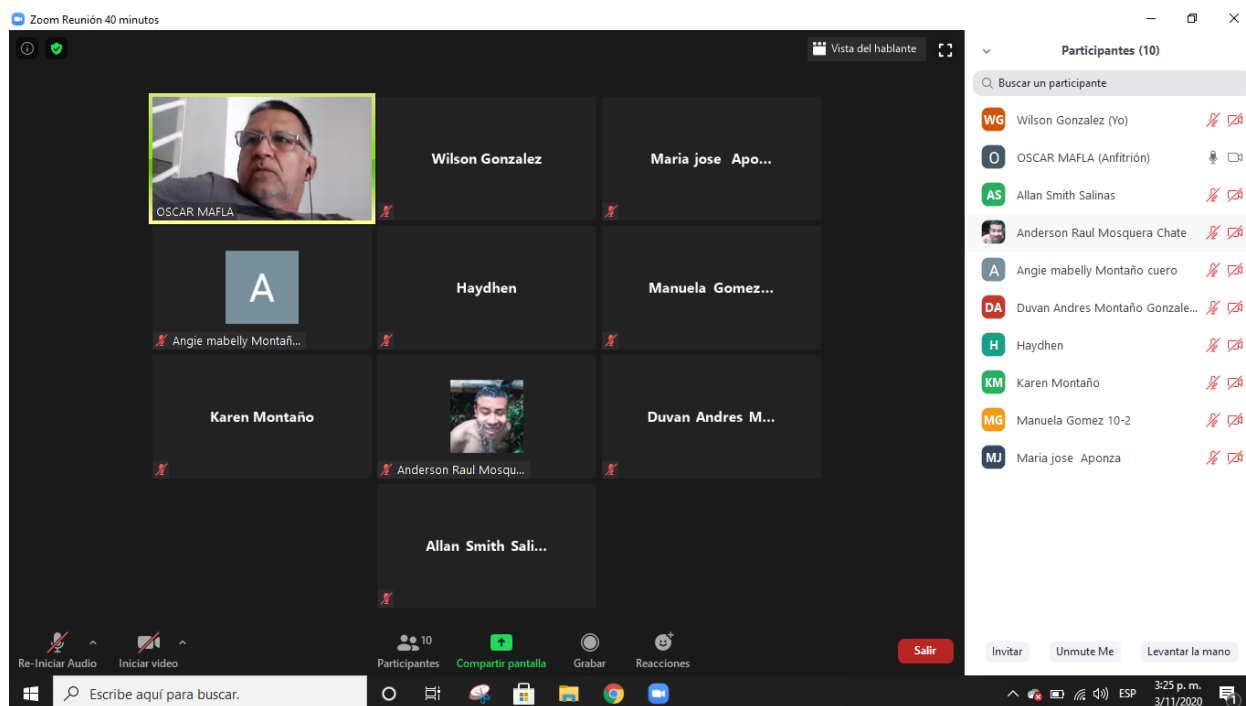 Zoom Reunión 40 minutos
Vista del hablante
Participantes (10)
Buscar un participante
OSCAR MAFLA
Wilson Gonzalez
Maria jose Apo...
A
Angie mabelly Montañ...
Haydhen
Manuela Gomez...
Karen Montaño
Anderson Raul Mosqu...
Duvan Andres M...
Allan Smith Sali...
WG Wilson Gonzalez (Yo)
O OSCAR MAFLA (Anfitrión)
AS Allan Smith Salinas
Anderson Raul Mosquera Chate
A Angie mabelly Montaño cuero
DA Duvan Andres Montaño Gonzale...
H Haydhen
KM Karen Montaño
MG Manuela Gomez 10-2
MJ Maria jose Aponza
Re-Iniciar Audio
Iniciar video
10
Participantes
Compartir pantalla
Grabar
Reacciones
Salir
Invitar
Unmute Me
Levantar la mano
Escribe aquí para buscar.
ESP
3:25 p. m.
3/11/2020
1